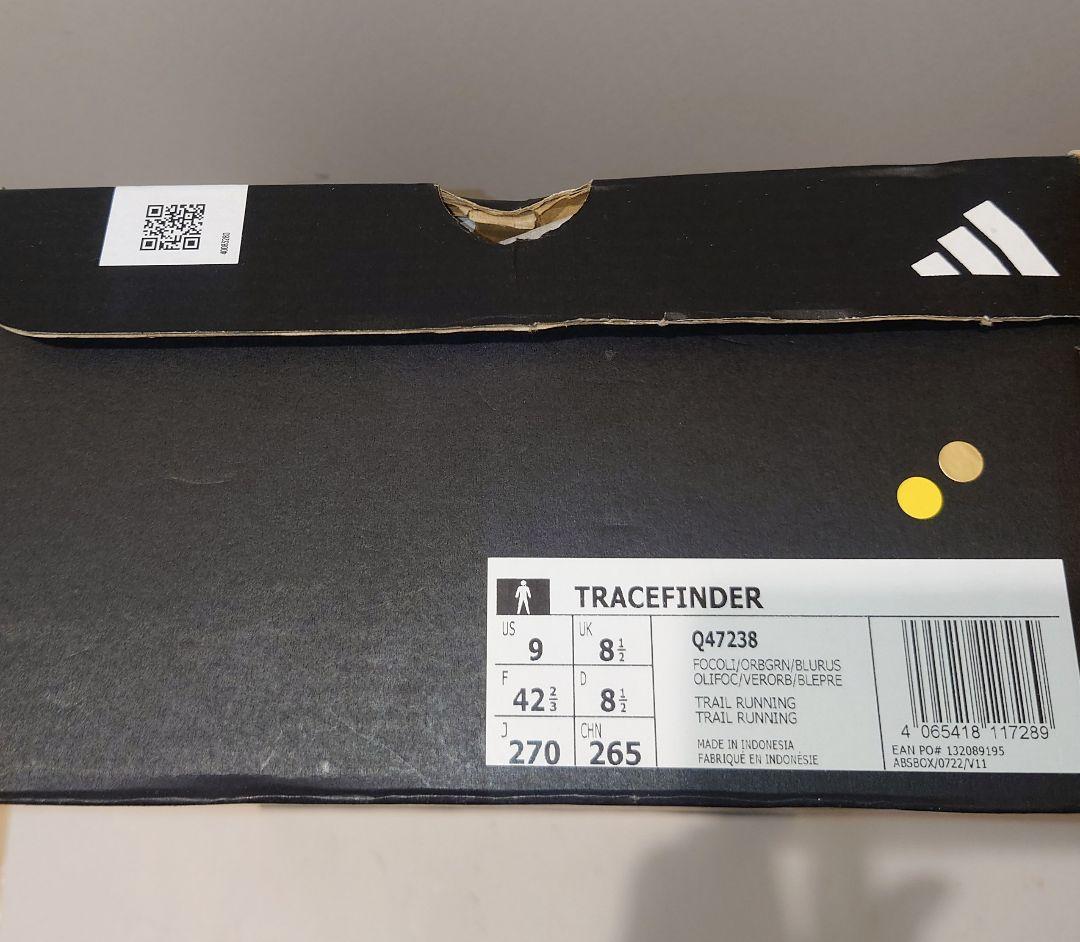 40083280
TRACEFINDER
US 9 UK 8 1/2
F 42 2/3 D 8 1/2
J 270 CHN 265
Q47238
FOCOLI/ORBGRN/BLURUS
OLIFOC/VERORB/BLEPRE
TRAIL RUNNING
TRAIL RUNNING
MADE IN INDONESIA
FABRIQUÉ EN INDONÉSIE
4 065418 117289
EAN PO# 132089195
ABSBOX/0722/V11